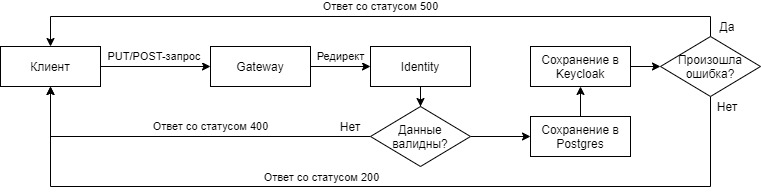 Ответ со статусом 500
Да
Клиент
PUT/POST-запрос
Gateway
Редирект
Identity
Сохранение в
Keycloak
Произошла
ошибка?
Нет
Ответ со статусом 400
Нет
Данные
валидны?
Сохранение в
Postgres
Ответ со статусом 200